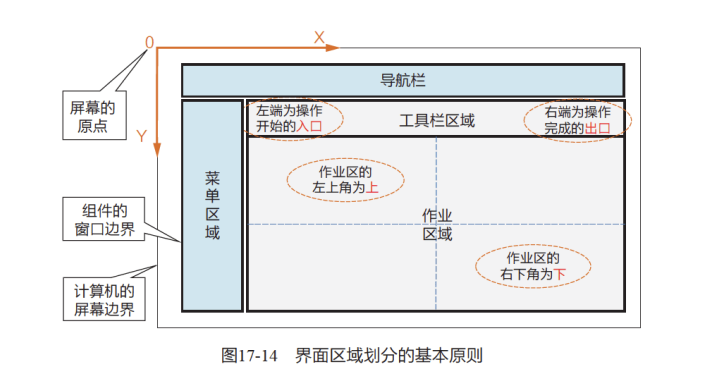 0
X
导航栏
屏幕的
原点
Y
左端为操作
开始的入口
工具栏区域
右端为操作
完成的出口
菜
单
区
域
作业区的
左上角为上
组件的
窗口边界
作业
区域
作业区的
右下角为下
计算机的
屏幕边界
图17-14 界面区域划分的基本原则